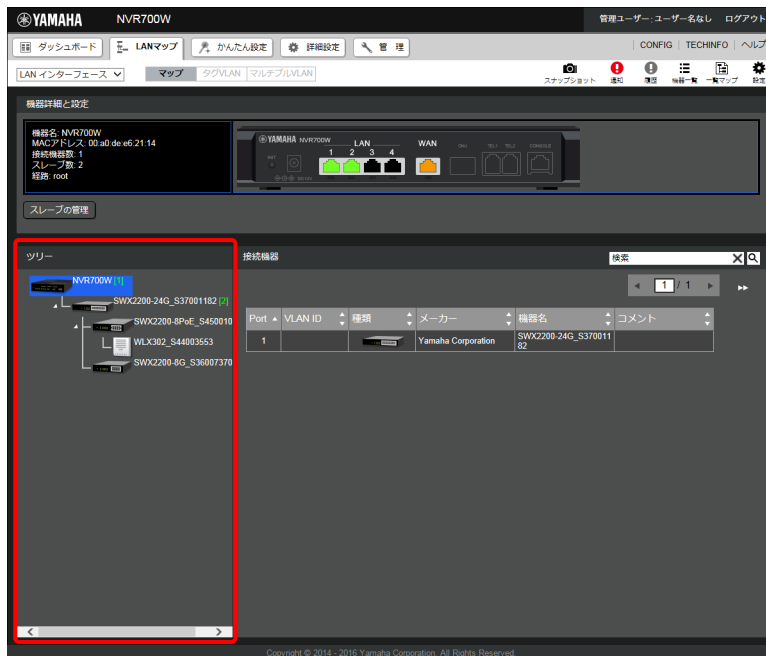 YAMAHA NVR700W 管理ユーザー: ユーザー名なし ログアウト
ダッシュボード LANマップ かんたん設定 詳細設定 管 理 CONFIG TECHINFO ヘルプ
LAN インターフェース マップ タグVLAN マルチプルVLAN スナップショット 通知 履歴 機器一覧 一覧マップ 設定
機器詳細と設定
機器名: NVR700W
MACアドレス: 00:a0:de:e6:21:14
接続機器数: 1
スレーブ数: 2
経路: root
YAMAHA NVR700W LAN WAN ONU TEL1 TEL2 CONSOLE
1 2 3 4
スレーブの管理
ツリー
NVR700W [1]
SWX2200-24G_S37001182 [2]
SWX2200-8PoE_S450010
WLX302_S44003553
SWX2200-8G_S36007370
接続機器 検索
1 / 1
Port VLAN ID 種類 メーカー 機器名 コメント
1 Yamaha Corporation SWX2200-24G_S370011
82
Copyright © 2014 - 2016 Yamaha Corporation. All Rights Reserved.